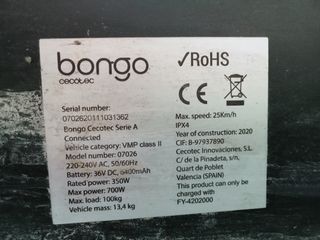 bongo
cecotec
Serial number:
0702620111031362
Bongo Cecotec Serie A
Connected
Vehicle category: VMP class II
Model number: 07026
220-240V AC, 50/60Hz
Battery: 36V DC, 6400mAh
Rated power: 350W
Max power: 700W
Max. load: 100kg
Vehicle mass: 13,4 kg
✓RoHS
CE
Max. speed: 25Km/h
IPX4
Year of construction: 2020
CIF: B-97937890
Cecotec Innovaciones, S.L.
C/ de la Pinadeta, s/n,
Quart de Poblet
Valencia (SPAIN)
This product can only be
charged with
FY-4202000